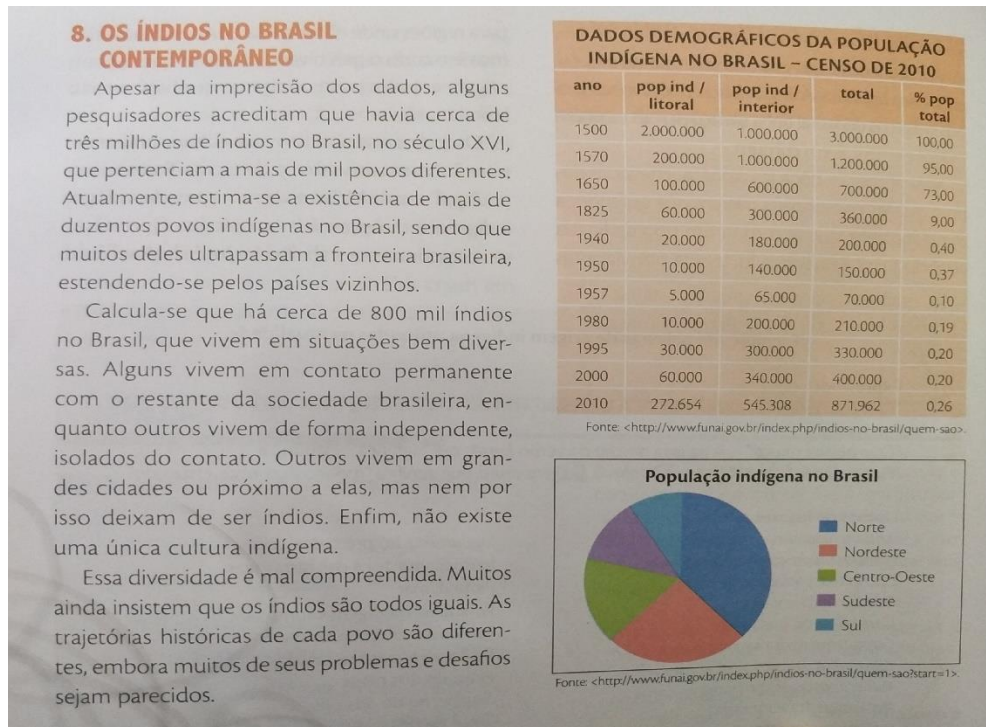 8. OS ÍNDIOS NO BRASIL
CONTEMPORÂNEO
Apesar da imprecisão dos dados, alguns
pesquisadores acreditam que havia cerca de
três milhões de índios no Brasil, no século XVI,
que pertenciam a mais de mil povos diferentes.
Atualmente, estima-se a existência de mais de
duzentos povos indígenas no Brasil, sendo que
muitos deles ultrapassam a fronteira brasileira,
estendendo-se pelos países vizinhos.
Calcula-se que há cerca de 800 mil índios
no Brasil, que vivem em situações bem diver-
sas. Alguns vivem em contato permanente
com o restante da sociedade brasileira, en-
quanto outros vivem de forma independente,
isolados do contato. Outros vivem em gran-
des cidades ou próximo a elas, mas nem por
isso deixam de ser índios. Enfim, não existe
uma única cultura indígena.
Essa diversidade é mal compreendida. Muitos
ainda insistem que os índios são todos iguais. As
trajetórias históricas de cada povo são diferen-
tes, embora muitos de seus problemas e desafios
sejam parecidos.
DADOS DEMOGRÁFICOS DA POPULAÇÃO
INDÍGENA NO BRASIL – CENSO DE 2010
ano pop ind / litoral pop ind / interior total % pop total
1500 2.000.000 1.000.000 3.000.000 100,00
1570 200.000 1.000.000 1.200.000 95,00
1650 100.000 600.000 700.000 73,00
1825 60.000 300.000 360.000 9,00
1940 20.000 180.000 200.000 0,40
1950 10.000 140.000 150.000 0,37
1957 5.000 65.000 70.000 0,10
1980 10.000 200.000 210.000 0,19
1995 30.000 300.000 330.000 0,20
2000 60.000 340.000 400.000 0,20
2010 272.654 545.308 871.962 0,26
Fonte: <http://www.funai.gov.br/index.php/indios-no-brasil/quem-sao>.
População indígena no Brasil
Norte
Nordeste
Centro-Oeste
Sudeste
Sul
Fonte: <http://www.funai.gov.br/index.php/indios-no-brasil/quem-sao?start=1>.